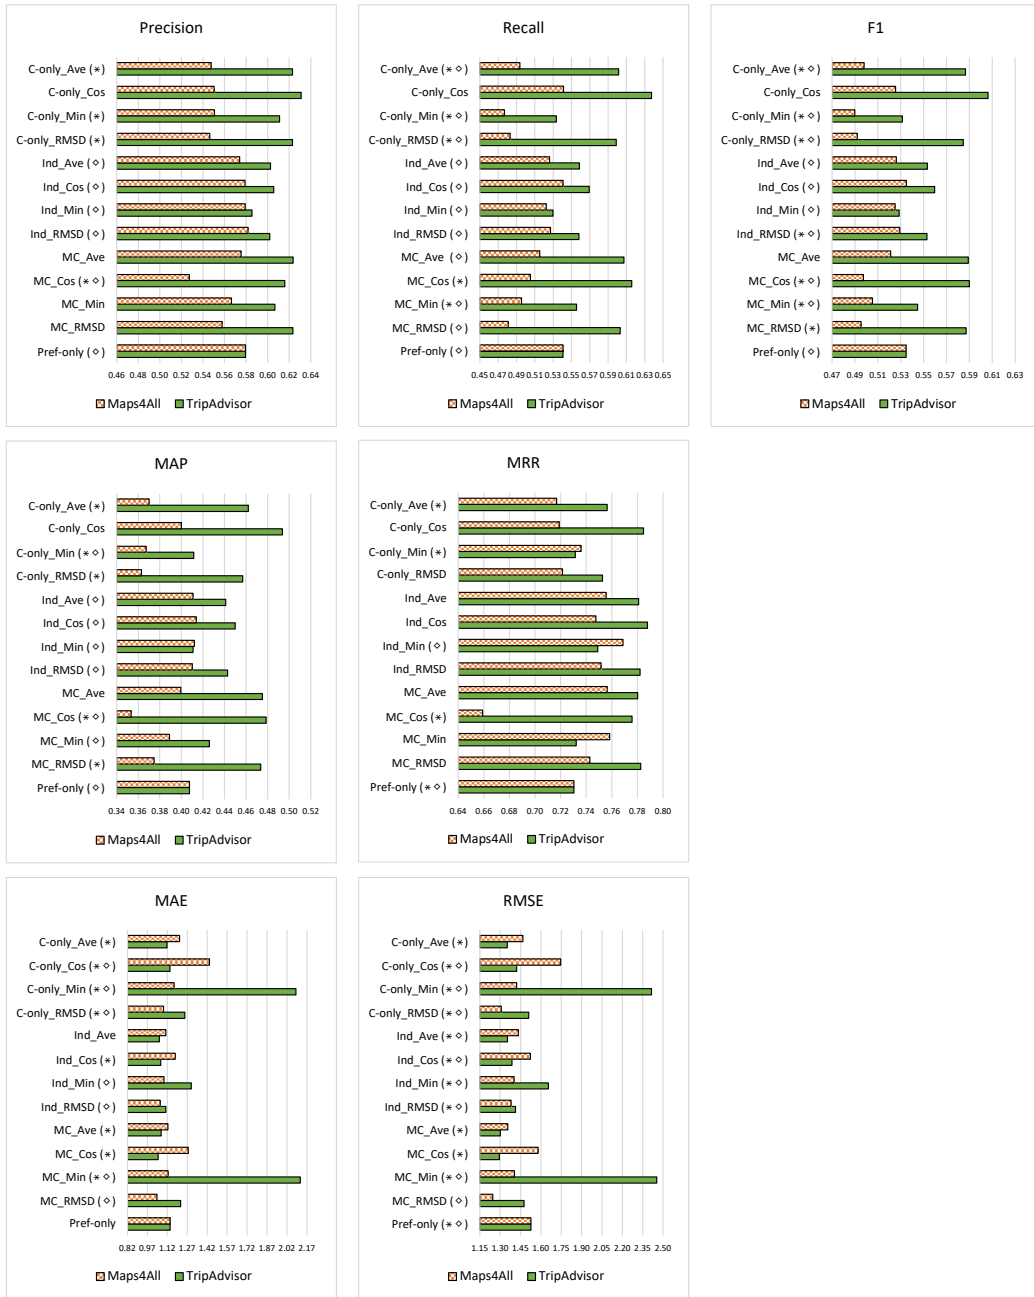 Precision
C-only_Ave (*)
C-only_Cos
C-only_Min (*)
C-only_RMSD (*)
Ind_Ave (◇)
Ind_Cos (◇)
Ind_Min (◇)
Ind_RMSD (◇)
MC_Ave
MC_Cos (*◇)
MC_Min
MC_RMSD
Pref-only (◇)
0.46 0.48 0.50 0.52 0.54 0.56 0.58 0.60 0.62 0.64
Maps4All TripAdvisor
Recall
C-only_Ave (*◇)
C-only_Cos
C-only_Min (*◇)
C-only_RMSD (*◇)
Ind_Ave (◇)
Ind_Cos (◇)
Ind_Min (◇)
Ind_RMSD (◇)
MC_Ave (◇)
MC_Cos (*)
MC_Min (*◇)
MC_RMSD (◇)
Pref-only (◇)
0.45 0.47 0.49 0.51 0.53 0.55 0.57 0.59 0.61 0.63 0.65
Maps4All TripAdvisor
F1
C-only_Ave (*◇)
C-only_Cos
C-only_Min (*◇)
C-only_RMSD (*◇)
Ind_Ave (◇)
Ind_Cos (◇)
Ind_Min (◇)
Ind_RMSD (◇)
MC_Ave
MC_Cos (*◇)
MC_Min (*◇)
MC_RMSD (*)
Pref-only (◇)
0.47 0.49 0.51 0.53 0.55 0.57 0.59 0.61 0.63
Maps4All TripAdvisor
MAP
C-only_Ave (*)
C-only_Cos
C-only_Min (*◇)
C-only_RMSD (*)
Ind_Ave (◇)
Ind_Cos (◇)
Ind_Min (◇)
Ind_RMSD (◇)
MC_Ave
MC_Cos (*◇)
MC_Min (◇)
MC_RMSD (*)
Pref-only (◇)
0.34 0.36 0.38 0.40 0.42 0.44 0.46 0.48 0.50 0.52
Maps4All TripAdvisor
MRR
C-only_Ave (*)
C-only_Cos
C-only_Min (*)
C-only_RMSD
Ind_Ave
Ind_Cos
Ind_Min (◇)
Ind_RMSD
MC_Ave
MC_Cos (*)
MC_Min
MC_RMSD
Pref-only (*◇)
0.64 0.66 0.68 0.70 0.72 0.74 0.76 0.78 0.80
Maps4All TripAdvisor
MAE
C-only_Ave (*)
C-only_Cos (*◇)
C-only_Min (*◇)
C-only_RMSD (*◇)
Ind_Ave
Ind_Cos (*)
Ind_Min (◇)
Ind_RMSD (◇)
MC_Ave (*)
MC_Cos (*)
MC_Min (*◇)
MC_RMSD (◇)
Pref-only
0.82 0.97 1.12 1.27 1.42 1.57 1.72 1.87 2.02 2.17
Maps4All TripAdvisor
RMSE
C-only_Ave (*)
C-only_Cos (*◇)
C-only_Min (*◇)
C-only_RMSD (*◇)
Ind_Ave (*◇)
Ind_Cos (*◇)
Ind_Min (*◇)
Ind_RMSD (*◇)
MC_Ave (*)
MC_Cos (*)
MC_Min (*◇)
MC_RMSD (◇)
Pref-only (*◇)
1.15 1.30 1.45 1.60 1.75 1.90 2.05 2.20 2.35 2.50
Maps4All TripAdvisor